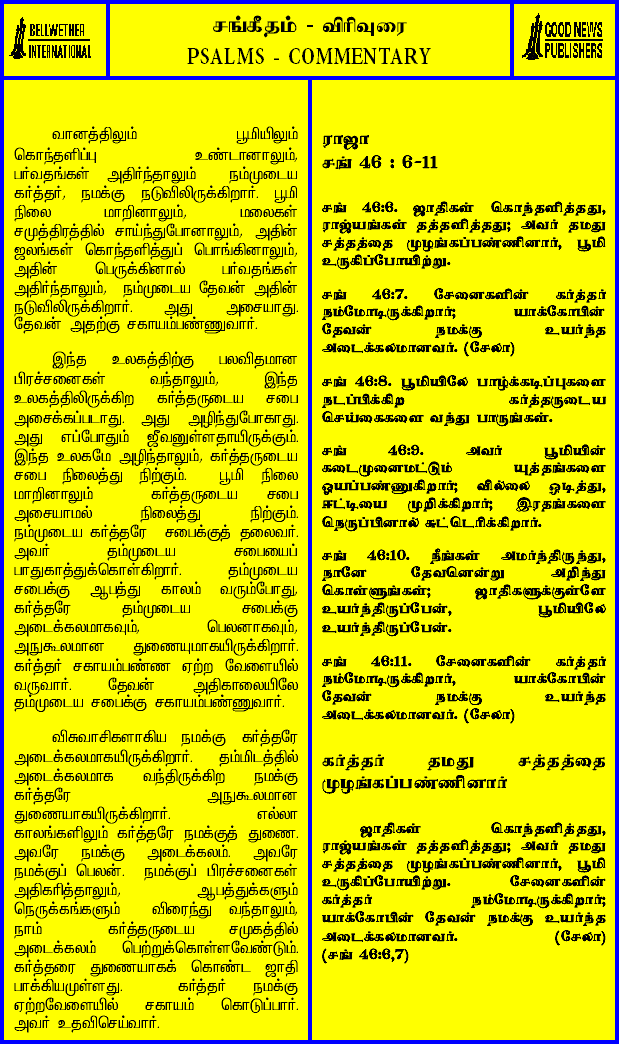 BELLWETHER
INTERNATIONAL
சங்கீதம் - விரிவுரை
PSALMS - COMMENTARY
GOOD NEWS
PUBLISHERS
வானத்திலும் பூமியிலும்
கொந்தளிப்பு உண்டானாலும்,
பர்வதங்கள் அதிர்ந்தாலும் நம்முடைய
கர்த்தர், நமக்கு நடுவிலிருக்கிறார். பூமி
நிலை மாறினாலும், மலைகள்
சமுத்திரத்தில் சாய்ந்துபோனாலும், அதின்
ஜலங்கள் கொந்தளித்துப் பொங்கினாலும்,
அதின் பெருக்கினால் பர்வதங்கள்
அதிர்ந்தாலும், நம்முடைய தேவன் அதின்
நடுவிலிருக்கிறார். அது அசையாது.
தேவன் அதற்கு சகாயம்பண்ணுவார்.
இந்த உலகத்திற்கு பலவிதமான
பிரச்சனைகள் வந்தாலும், இந்த
உலகத்திலிருக்கிற கர்த்தருடைய சபை
அசைக்கப்படாது. அது அழிந்துபோகாது.
அது எப்போதும் ஜீவனுள்ளதாயிருக்கும்.
இந்த உலகமே அழிந்தாலும், கர்த்தருடைய
சபை நிலைத்து நிற்கும். பூமி நிலை
மாறினாலும் கர்த்தருடைய சபை
அசையாமல் நிலைத்து நிற்கும்.
நம்முடைய கர்த்தரே சபைக்குத் தலைவர்.
அவர் தம்முடைய சபையைப்
பாதுகாத்துக்கொள்கிறார். தம்முடைய
சபைக்கு ஆபத்து காலம் வரும்போது,
கர்த்தரே தம்முடைய சபைக்கு
அடைக்கலமாகவும், பெலனாகவும்,
அநுகூலமான துணையுமாகயிருக்கிறார்.
கர்த்தர் சகாயம்பண்ண ஏற்ற வேளையில்
வருவார். தேவன் அதிகாலையிலே
தம்முடைய சபைக்கு சகாயம்பண்ணுவார்.
விசுவாசிகளாகிய நமக்கு கர்த்தரே
அடைக்கலமாகயிருக்கிறார். தம்மிடத்தில்
அடைக்கலமாக வந்திருக்கிற நமக்கு
கர்த்தரே அநுகூலமான
துணையாகயிருக்கிறார். எல்லா
காலங்களிலும் கர்த்தரே நமக்குத் துணை.
அவரே நமக்கு அடைக்கலம். அவரே
நமக்குப் பெலன். நமக்குப் பிரச்சனைகள்
அதிகரித்தாலும், ஆபத்துக்களும்
நெருக்கங்களும் விரைந்து வந்தாலும்,
நாம் கர்த்தருடைய சமுகத்தில்
அடைக்கலம் பெற்றுக்கொள்ளவேண்டும்.
கர்த்தரை துணையாகக் கொண்ட ஜாதி
பாக்கியமுள்ளது. கர்த்தர் நமக்கு
ஏற்றவேளையில் சகாயம் கொடுப்பார்.
அவர் உதவிசெய்வார்.
ராஜா
சங் 46 : 6-11
சங் 46:6. ஜாதிகள் கொந்தளித்தது,
ராஜ்யங்கள் தத்தளித்தது; அவர் தமது
சத்தத்தை முழங்கப்பண்ணினார், பூமி
உருகிப்போயிற்று.
சங் 46:7. சேனைகளின் கர்த்தர்
நம்மோடிருக்கிறார்; யாக்கோபின்
தேவன் நமக்கு உயர்ந்த
அடைக்கலமானவர். (சேலா)
சங் 46:8. பூமியிலே பாழ்க்கடிப்புகளை
நடப்பிக்கிற கர்த்தருடைய
செய்கைகளை வந்து பாருங்கள்.
சங் 46:9. அவர் பூமியின்
கடைமுனைமட்டும் யுத்தங்களை
ஓயப்பண்ணுகிறார்; வில்லை ஒடித்து,
ஈட்டியை முறிக்கிறார்; இரதங்களை
நெருப்பினால் சுட்டெரிக்கிறார்.
சங் 46:10. நீங்கள் அமர்ந்திருந்து,
நானே தேவனென்று அறிந்து
கொள்ளுங்கள்; ஜாதிகளுக்குள்ளே
உயர்ந்திருப்பேன், பூமியிலே
உயர்ந்திருப்பேன்.
சங் 46:11. சேனைகளின் கர்த்தர்
நம்மோடிருக்கிறார், யாக்கோபின்
தேவன் நமக்கு உயர்ந்த
அடைக்கலமானவர். (சேலா)
கர்த்தர் தமது சத்தத்தை
முழங்கப்பண்ணினார்
ஜாதிகள் கொந்தளித்தது,
ராஜ்யங்கள் தத்தளித்தது; அவர் தமது
சத்தத்தை முழங்கப்பண்ணினார், பூமி
உருகிப்போயிற்று. சேனைகளின்
கர்த்தர் நம்மோடிருக்கிறார்;
யாக்கோபின் தேவன் நமக்கு உயர்ந்த
அடைக்கலமானவர். (சேலா)
(சங் 46:6,7)